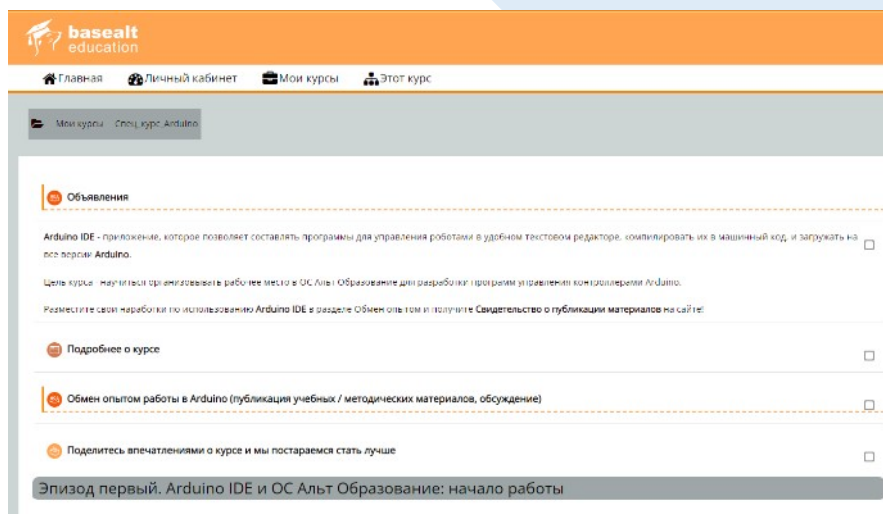 basealt
education
Главная Личный кабинет Мои курсы Этот курс
Мои курсы Спец_курс_Arduino
Объявления
Arduino IDE - приложение, которое позволяет составлять программы для управления роботами в удобном текстовом редакторе, компилировать их в машинный код, и загружать на
все версии Arduino.
Цель курса - научиться организовывать рабочее место в ОС Альт Образование для разработки программ управления контроллерами Arduino.
Разместите свои наработки по использованию Arduino IDE в разделе Обмен опытом и получите Свидетельство о публикации материалов на сайте!
Подробнее о курсе
Обмен опытом работы в Arduino (публикация учебных / методических материалов, обсуждение)
Поделитесь впечатлениями о курсе и мы постараемся стать лучше
Эпизод первый. Arduino IDE и ОС Альт Образование: начало работы